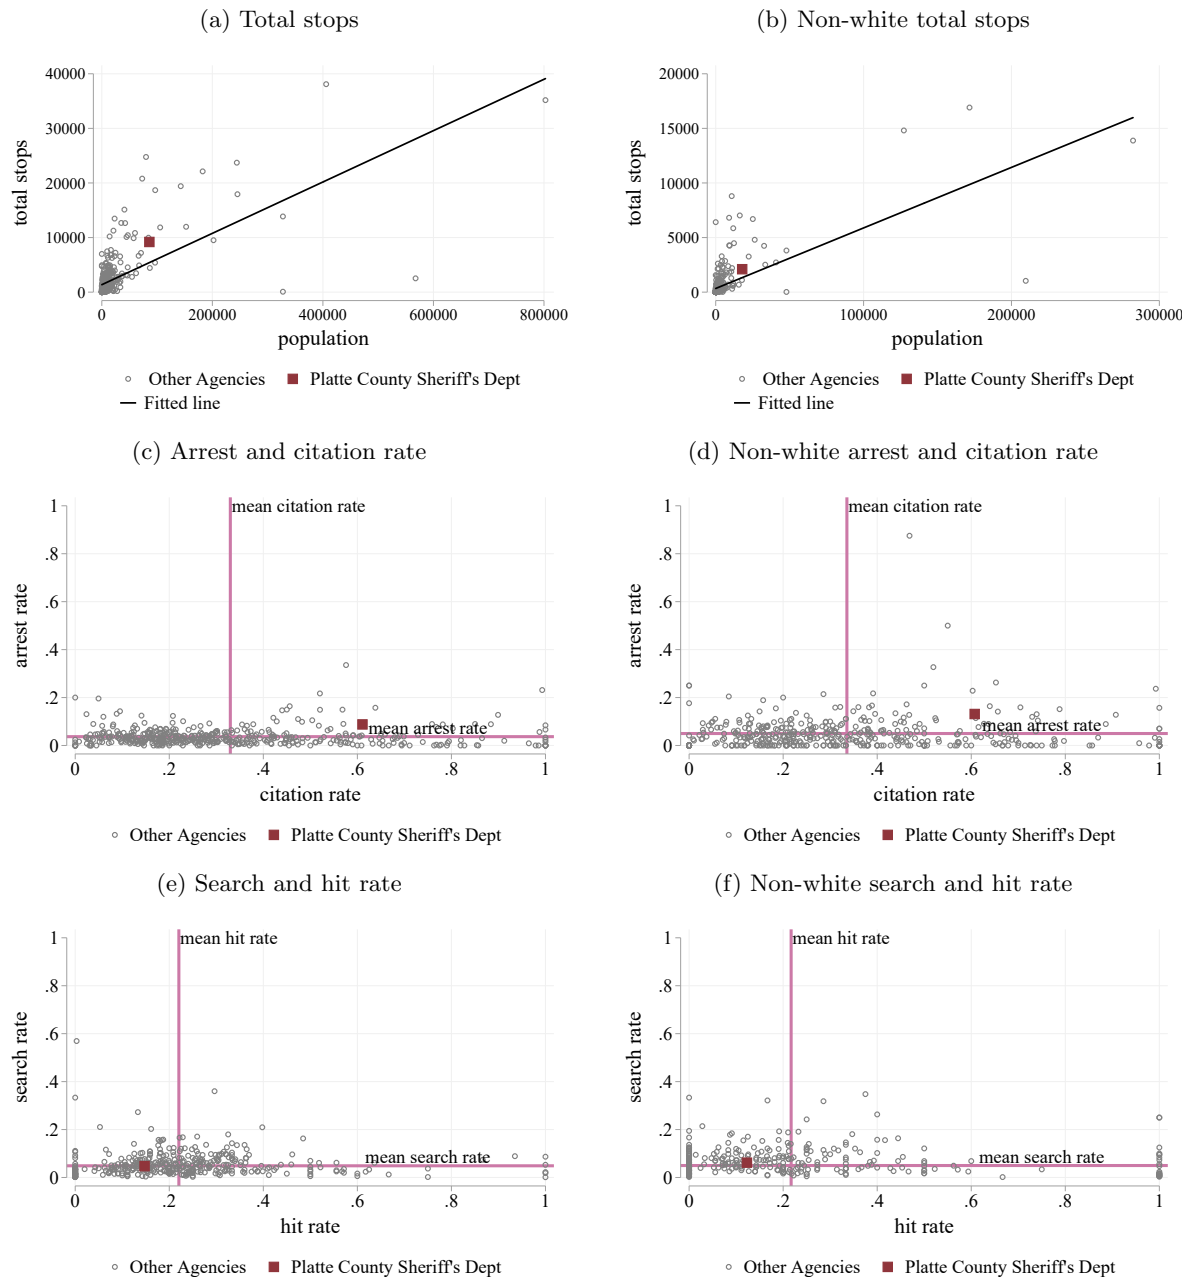 (a) Total stops
total stops
40000
30000
20000
10000
0
0 200000 400000 600000 800000
population
Other Agencies Platte County Sheriff's Dept
Fitted line
(b) Non-white total stops
total stops
20000
15000
10000
5000
0
0 100000 200000 300000
population
Other Agencies Platte County Sheriff's Dept
Fitted line
(c) Arrest and citation rate
arrest rate
1
.8
.6
.4
.2
0
mean citation rate
mean arrest rate
0 .2 .4 .6 .8 1
citation rate
Other Agencies Platte County Sheriff's Dept
(d) Non-white arrest and citation rate
arrest rate
1
.8
.6
.4
.2
0
mean citation rate
mean arrest rate
0 .2 .4 .6 .8 1
citation rate
Other Agencies Platte County Sheriff's Dept
(e) Search and hit rate
search rate
1
.8
.6
.4
.2
0
mean hit rate
mean search rate
0 .2 .4 .6 .8 1
hit rate
Other Agencies Platte County Sheriff's Dept
(f) Non-white search and hit rate
search rate
1
.8
.6
.4
.2
0
mean hit rate
mean search rate
0 .2 .4 .6 .8 1
hit rate
Other Agencies Platte County Sheriff's Dept